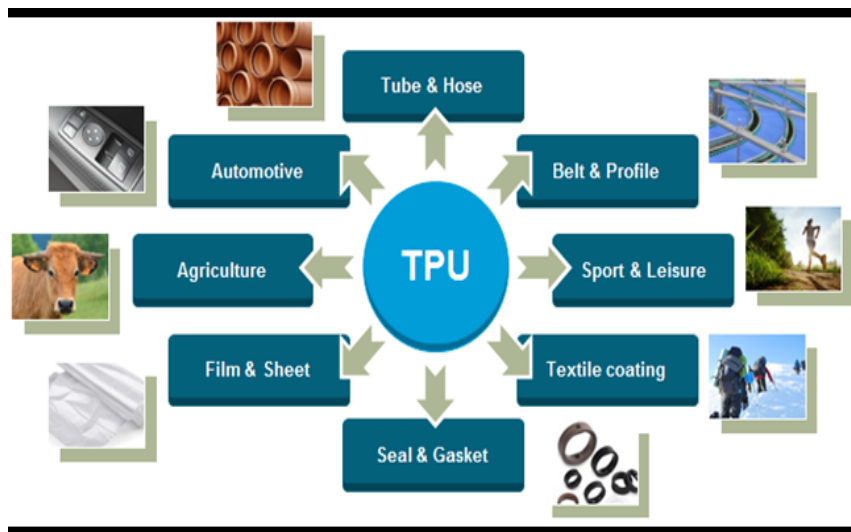 Tube & Hose
Automotive
Belt & Profile
TPU
Agriculture
Sport & Leisure
Film & Sheet
Textile coating
Seal & Gasket